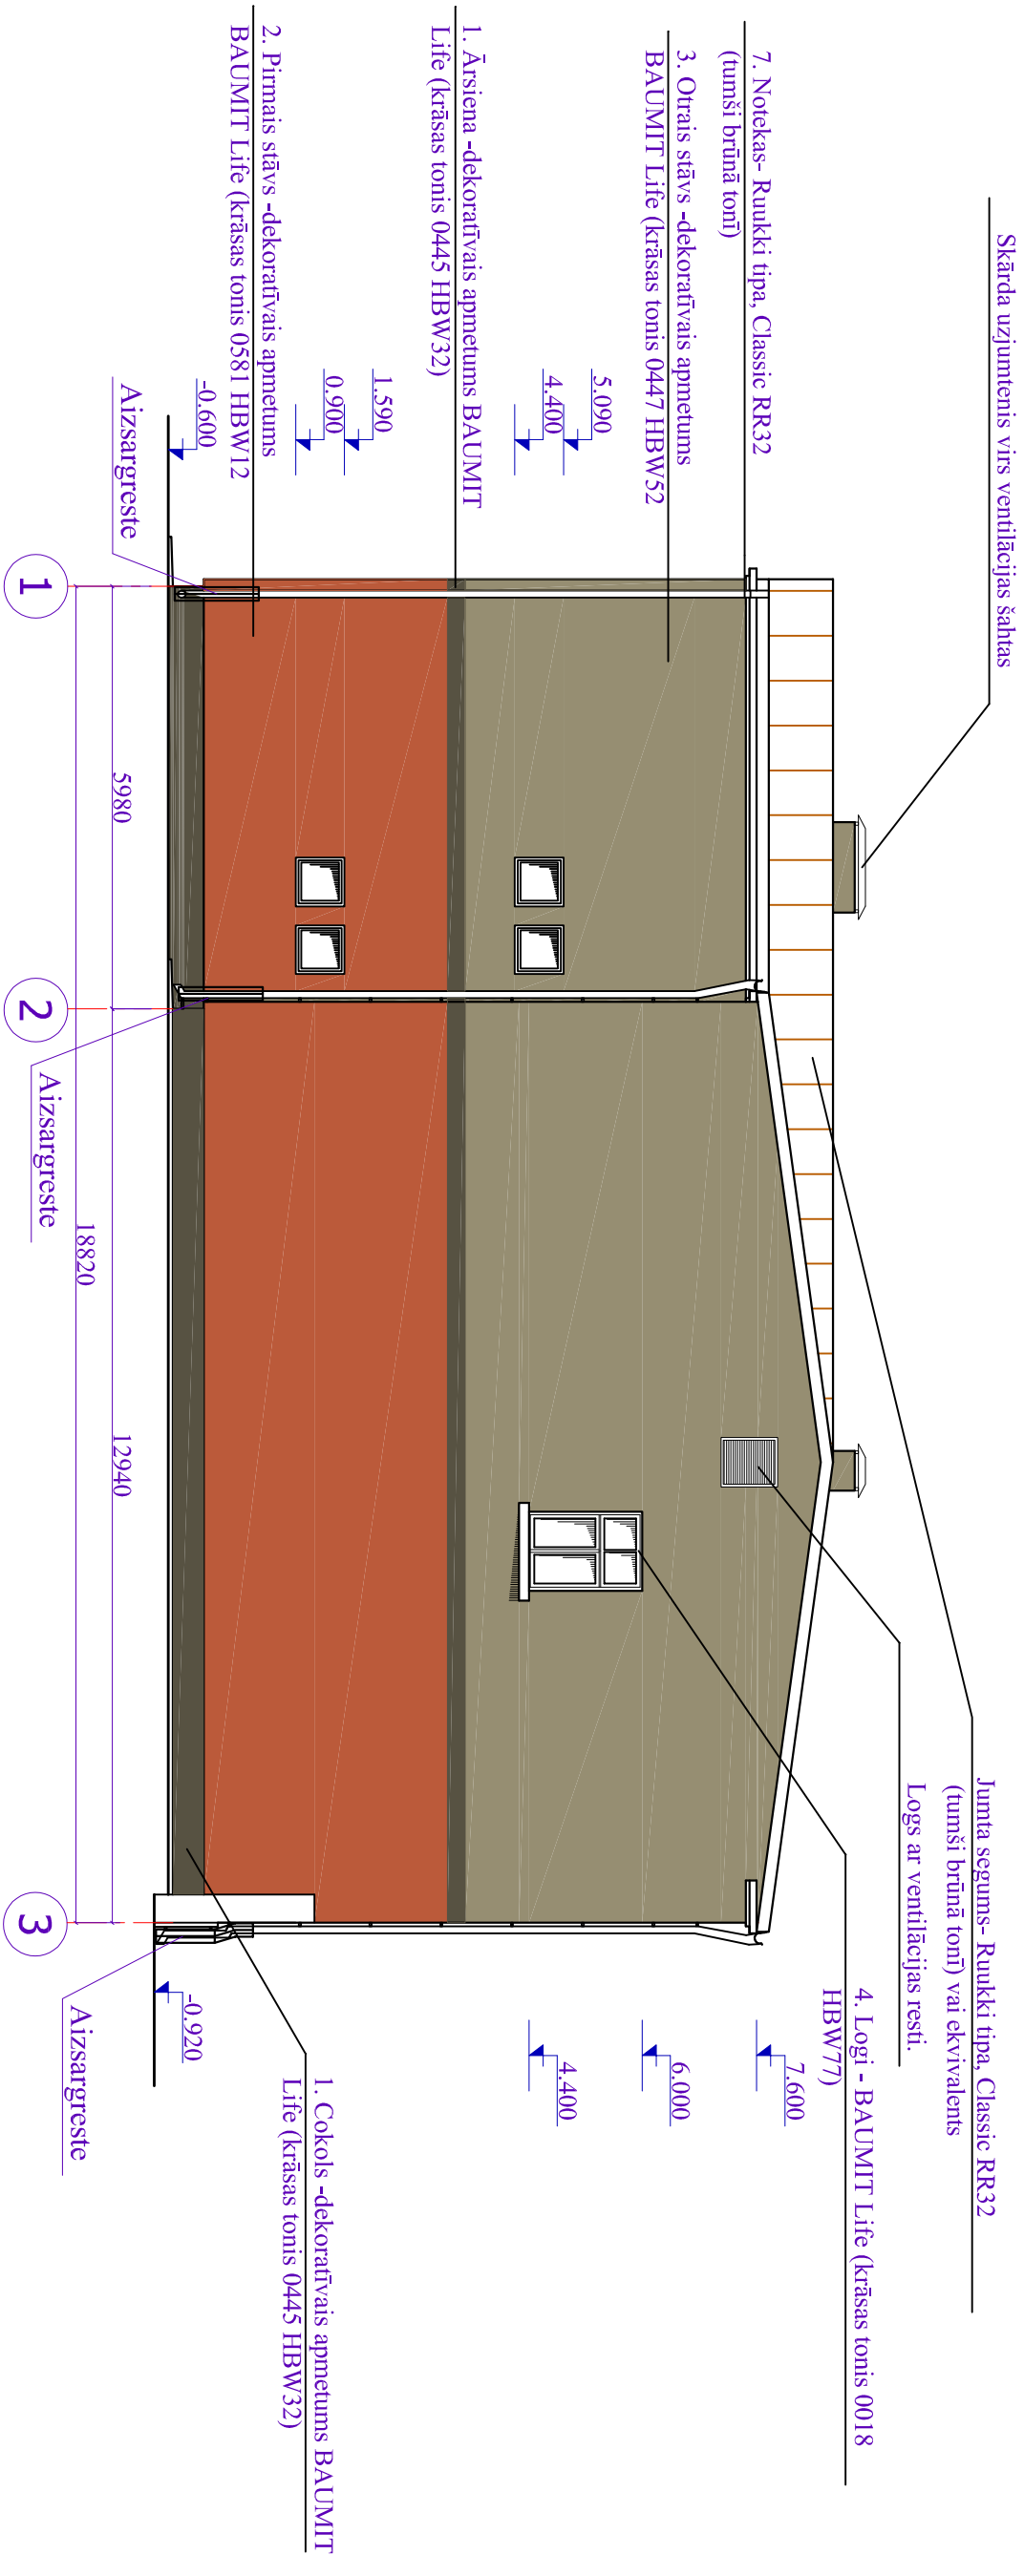 Skārda uzjumtenis virs ventilācijas šahtas
7. Notekas- Ruukki tipa, Classic RR32
(tumši brūnā tonī)
3. Otrais stāvs -dekoratīvais apmetums
BAUMIT Life (krāsas tonis 0447 HBW52
1. Ārsiena -dekoratīvais apmetums BAUMIT
Life (krāsas tonis 0445 HBW32)
2. Pirmais stāvs -dekoratīvais apmetums
BAUMIT Life (krāsas tonis 0581 HBW12
5.090
4.400
1.590
0.900
-0.600
Aizsargreste
Jumta segums- Ruukki tipa, Classic RR32
(tumši brūnā tonī) vai ekvivalents
Logs ar ventilācijas resti.
4. Logi - BAUMIT Life (krāsas tonis 0018
HBW77)
7.600
6.000
4.400
-0.920
1. Cokols -dekoratīvais apmetums BAUMIT
Life (krāsas tonis 0445 HBW32)
Aizsargreste
Aizsargreste
5980
12940
18820
1
2
3